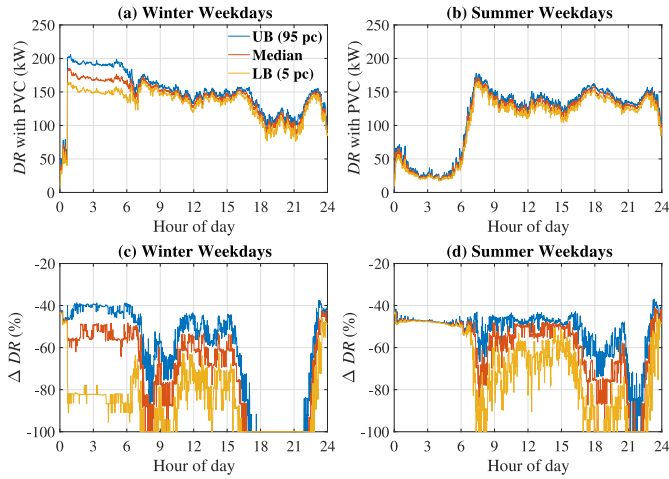 (a) Winter Weekdays
(b) Summer Weekdays
DR with PVC (kW)
250
200
150
100
50
0
UB (95 pc)
Median
LB (5 pc)
0 3 6 9 12 15 18 21 24
Hour of day
DR with PVC (kW)
250
200
150
100
50
0
0 3 6 9 12 15 18 21 24
Hour of day
(c) Winter Weekdays
(d) Summer Weekdays
Δ DR (%)
-20
-40
-60
-80
-100
0 3 6 9 12 15 18 21 24
Hour of day
Δ DR (%)
-20
-40
-60
-80
-100
0 3 6 9 12 15 18 21 24
Hour of day